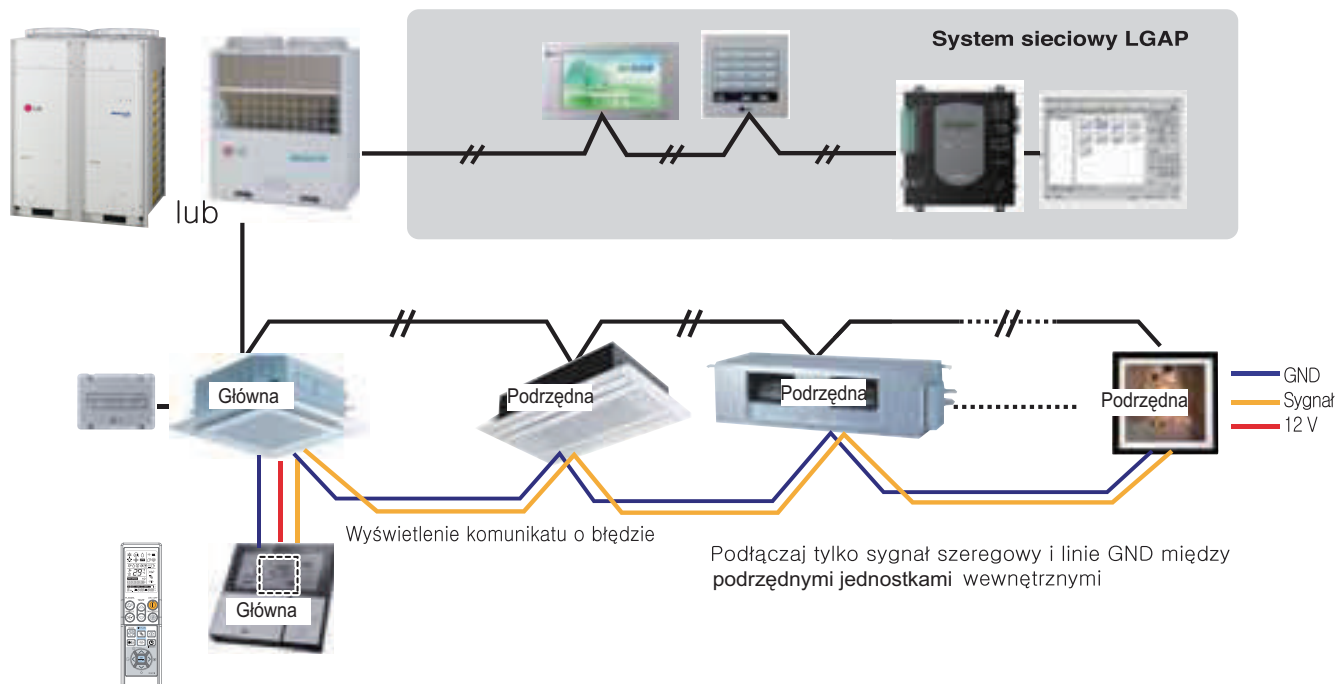 System sieciowy LGAP
lub
Główna
Podrzędna
Podrzędna
Podrzędna
GND
Sygnał
12 V
Wyświetlenie komunikatu o błędzie
Podłączaj tylko sygnał szeregowy i linie GND między
podrzędnymi jednostkami wewnętrznymi
Główna